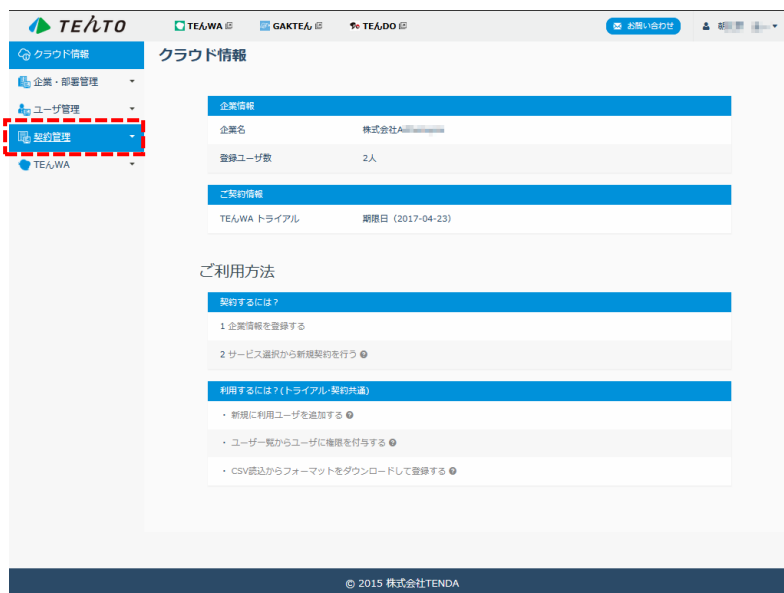 TEんTO
TEんWA
GAKTEん
TEんDO
お問い合わせ
クラウド情報
企業・部署管理
ユーザ管理
契約管理
TEんWA
クラウド情報
企業情報
企業名 株式会社A
登録ユーザ数 2人
ご契約情報
TEんWA トライアル 期限日（2017-04-23）
ご利用方法
契約するには？
1 企業情報を登録する
2 サービス選択から新規契約を行う
利用するには？(トライアル・契約共通)
・ 新規に利用ユーザを追加する
・ ユーザ一覧からユーザに権限を付与する
・ CSV読込からフォーマットをダウンロードして登録する
© 2015 株式会社TENDA